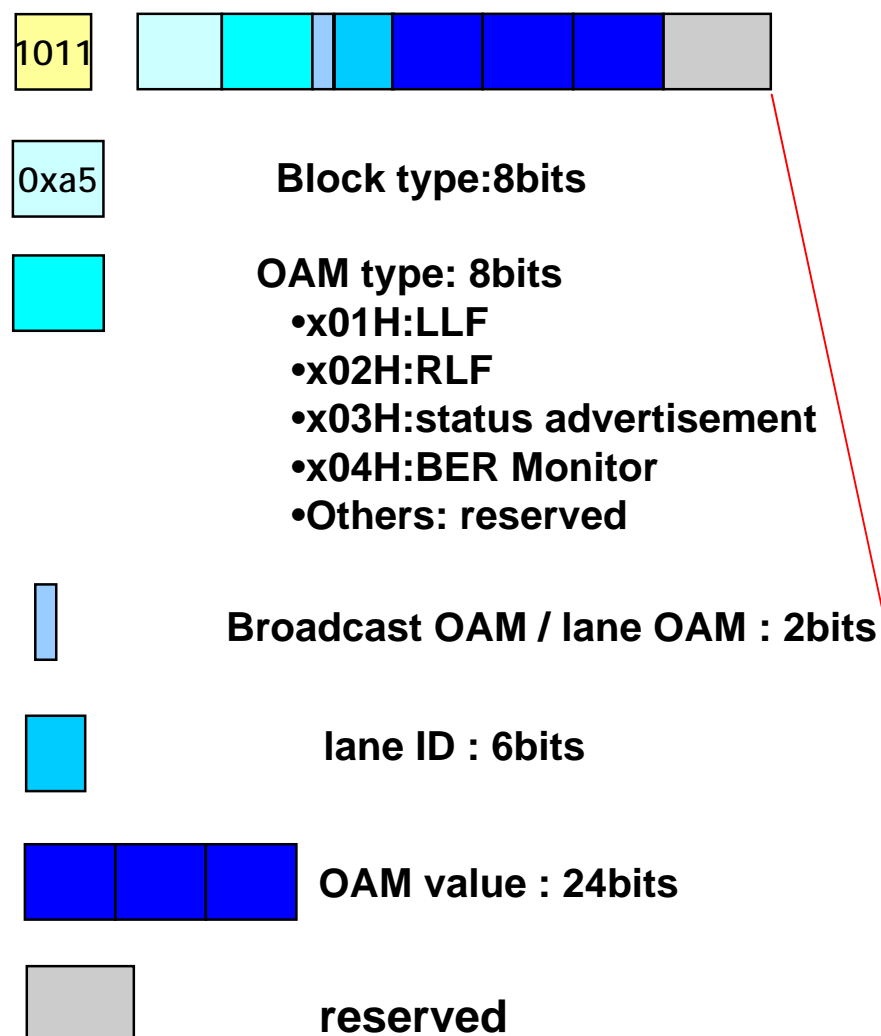 1011
0xa5
Block type:8bits
OAM type: 8bits
•x01H:LLF
•x02H:RLF
•x03H:status advertisement
•x04H:BER Monitor
•Others: reserved
Broadcast OAM / lane OAM : 2bits
lane ID : 6bits
OAM value : 24bits
reserved